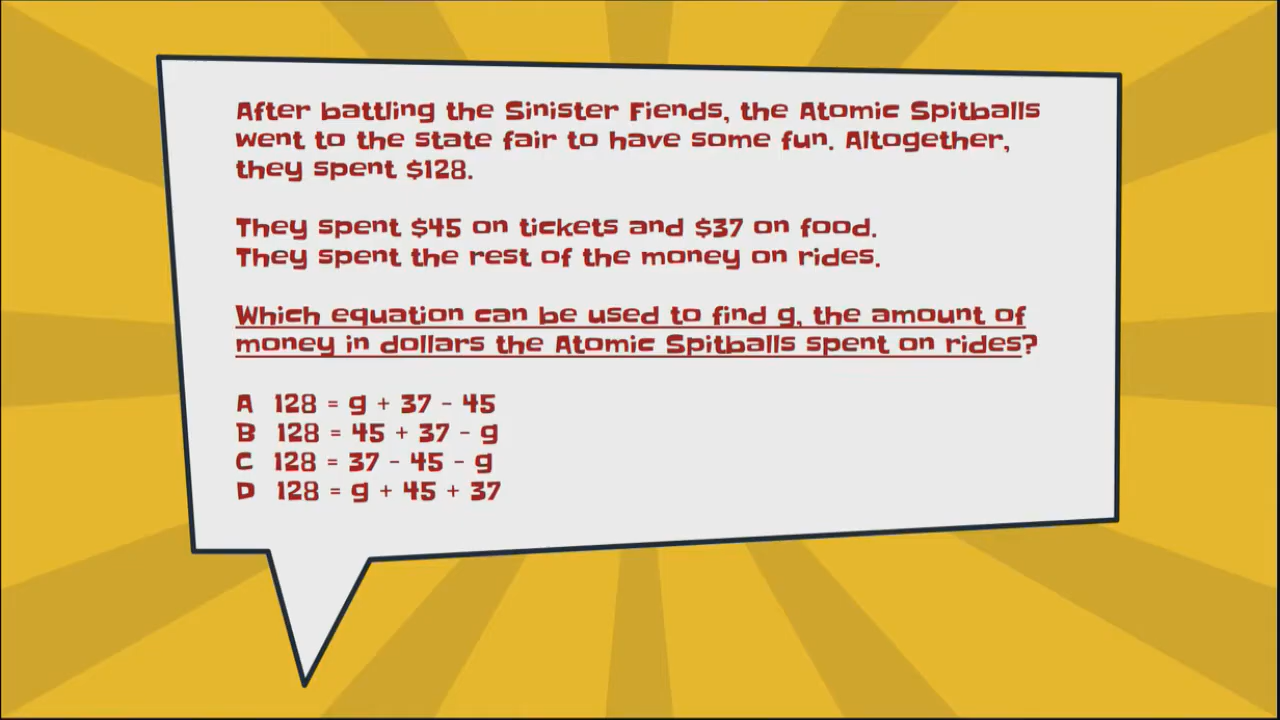 After battling the Sinister Fiends, the Atomic Spitballs
went to the state fair to have some fun. Altogether,
they spent $128.
They spent $45 on tickets and $37 on food.
They spent the rest of the money on rides.
Which equation can be used to find g, the amount of
money in dollars the Atomic Spitballs spent on rides?
A 128 = g + 37 - 45
B 128 = 45 + 37 - g
C 128 = 37 - 45 - g
D 128 = g + 45 + 37